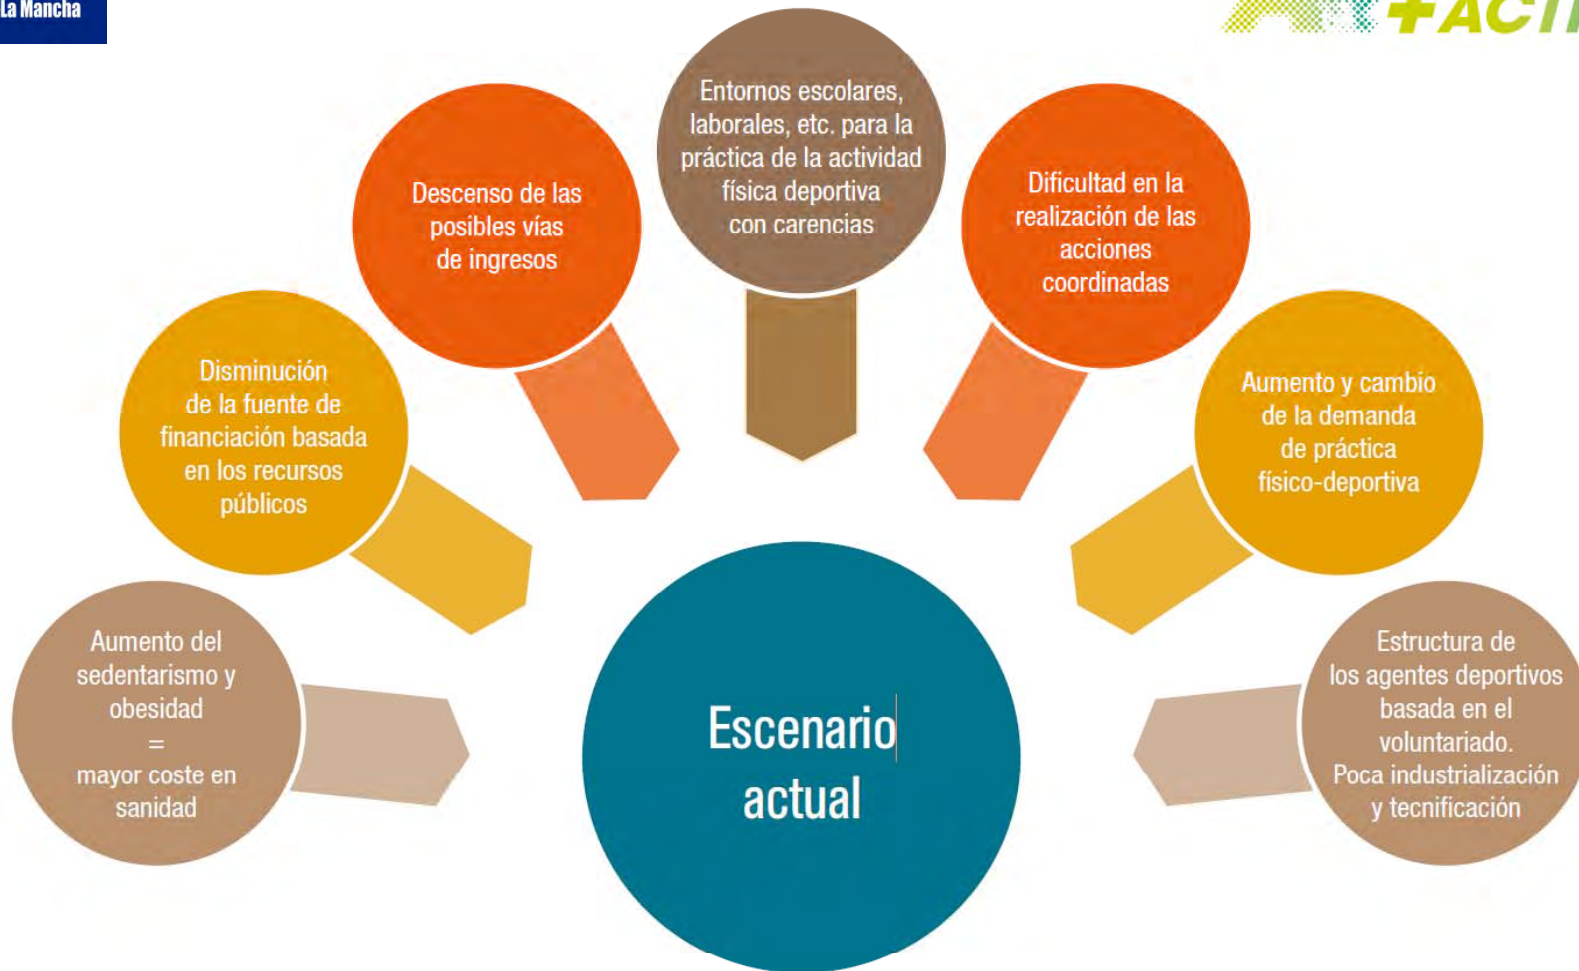 La Mancha
+ACTI
Entornos escolares,
laborales, etc. para la
práctica de la actividad
física deportiva
con carencias
Descenso de las
posibles vías
de ingresos
Dificultad en la
realización de las
acciones
coordinadas
Disminución
de la fuente de
financiación basada
en los recursos
públicos
Aumento y cambio
de la demanda
de práctica
físico-deportiva
Aumento del
sedentarismo y
obesidad
=
mayor coste en
sanidad
Estructura de
los agentes deportivos
basada en el
voluntariado.
Poca industrialización
y tecnificación
Escenario
actual